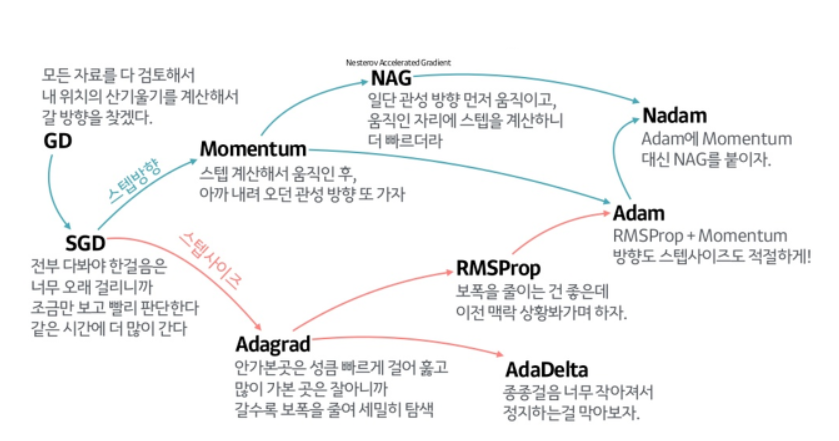 모든 자료를 다 검토해서
내 위치의 산기울기를 계산해서
갈 방향을 찾겠다.
GD
스텝방향
Momentum
스텝 계산해서 움직인 후,
아까 내려 오던 관성 방향 또 가자
Nesterov Accelerated Gradient
NAG
일단 관성 방향 먼저 움직이고,
움직인 자리에 스텝을 계산하니
더 빠르더라
Nadam
Adam에 Momentum
대신 NAG를 붙이자.
Adam
RMSProp + Momentum
방향도 스텝사이즈도 적절하게!
SGD
전부 다봐야 한걸음은
너무 오래 걸리니까
조금만 보고 빨리 판단한다
같은 시간에 더 많이 간다
스텝사이즈
RMSProp
보폭을 줄이는 건 좋은데
이전 맥락 상황봐가며 하자.
Adagrad
안가본곳은 성큼 빠르게 걸어 훑고
많이 가본 곳은 잘아니까
갈수록 보폭을 줄여 세밀히 탐색
AdaDelta
종종걸음 너무 작아져서
정지하는걸 막아보자.